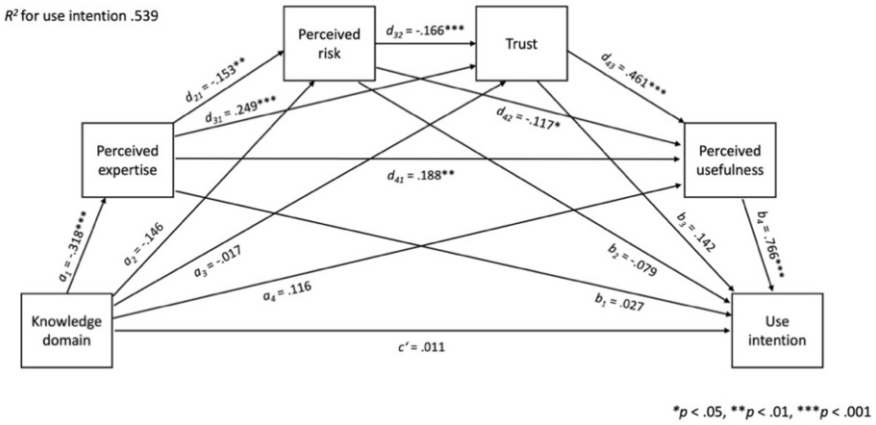 R² for use intention .539
Perceived
risk
d₃₂ = -.166***
Trust
d₂₁ = -.153**
d₃₁ = .249***
d₄₃ = .461***
d₄₂ = -.117*
Perceived
expertise
d₄₁ = .188**
Perceived
usefulness
a₁ = -.318***
a₂ = -.146
a₃ = -.017
a₄ = .116
b₁ = .027
b₂ = -.079
b₃ = .142
b₄ = .766***
Knowledge
domain
c′ = .011
Use
intention
*p < .05, **p < .01, ***p < .001